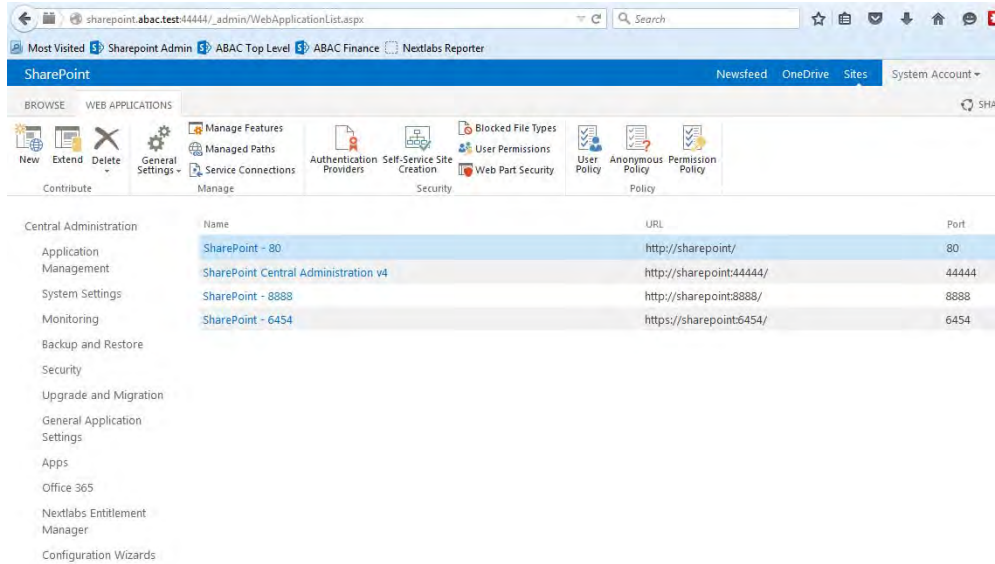 sharepoint.abac.test:44444/_admin/WebApplicationList.aspx
Search
Most Visited Sharepoint Admin ABAC Top Level ABAC Finance Nextlabs Reporter
SharePoint
Newsfeed OneDrive Sites System Account
BROWSE WEB APPLICATIONS
SHA
New Extend Delete
General Settings
Manage Features
Managed Paths
Service Connections
Authentication Providers
Self-Service Site Creation
Blocked File Types
User Permissions
Web Part Security
User Policy
Anonymous Policy
Permission Policy
Contribute Manage Security Policy
Central Administration
Application
Management
System Settings
Monitoring
Backup and Restore
Security
Upgrade and Migration
General Application
Settings
Apps
Office 365
Nextlabs Entitlement
Manager
Configuration Wizards
Name URL Port
SharePoint - 80 http://sharepoint/ 80
SharePoint Central Administration v4 http://sharepoint:44444/ 44444
SharePoint - 8888 http://sharepoint:8888/ 8888
SharePoint - 6454 https://sharepoint:6454/ 6454